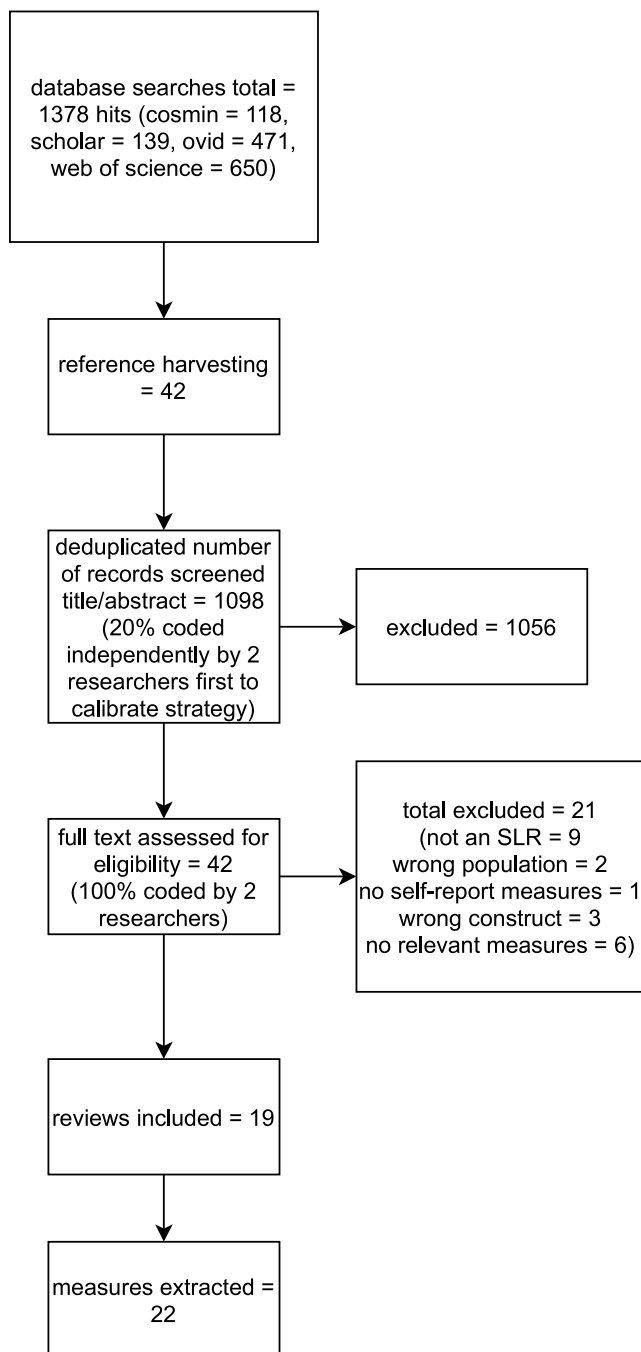 database searches total =
1378 hits (cosmin = 118,
scholar = 139, ovid = 471,
web of science = 650)
reference harvesting
= 42
deduplicated number
of records screened
title/abstract = 1098
(20% coded
independently by 2
researchers first to
calibrate strategy)
excluded = 1056
full text assessed for
eligibility = 42
(100% coded by 2
researchers)
total excluded = 21
(not an SLR = 9
wrong population = 2
no self-report measures = 1
wrong construct = 3
no relevant measures = 6)
reviews included = 19
measures extracted =
22